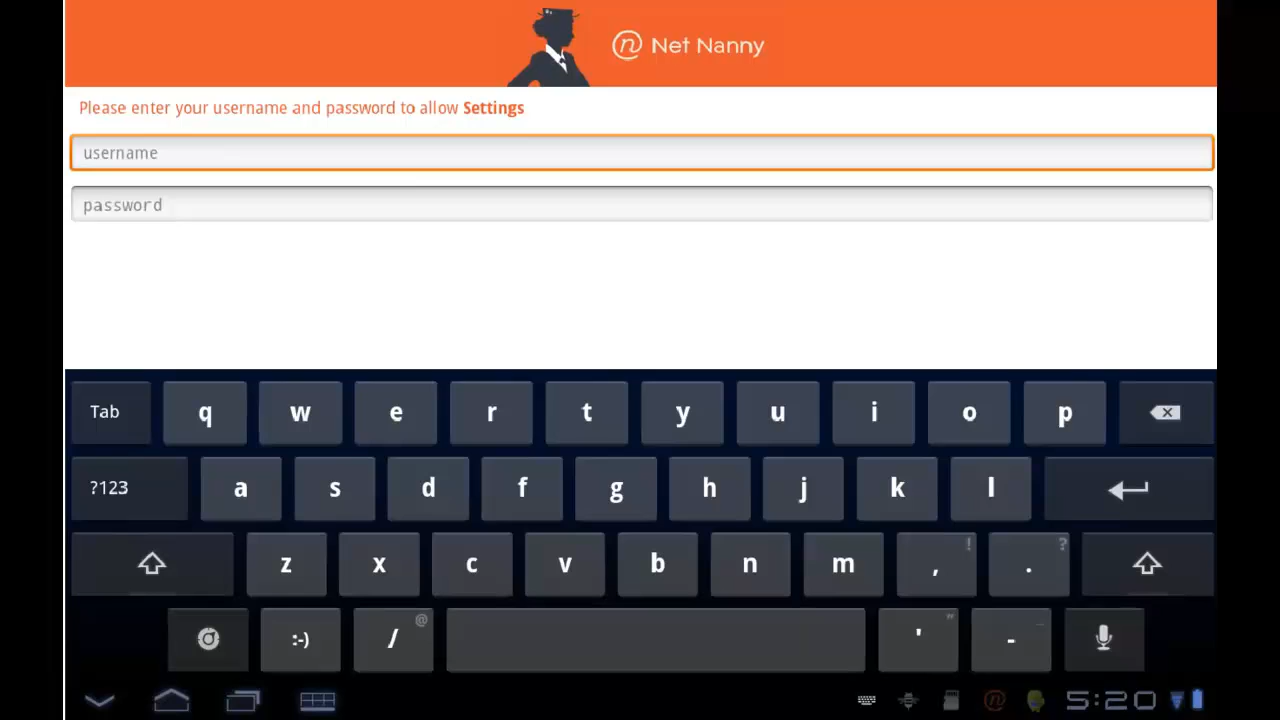 @ Net Nanny
Please enter your username and password to allow Settings
username
password
Tab q w e r t y u i o p
?123 a s d f g h j k l
! ?
z x c v b n m , .
@ " _
:-) / ' -
5:20